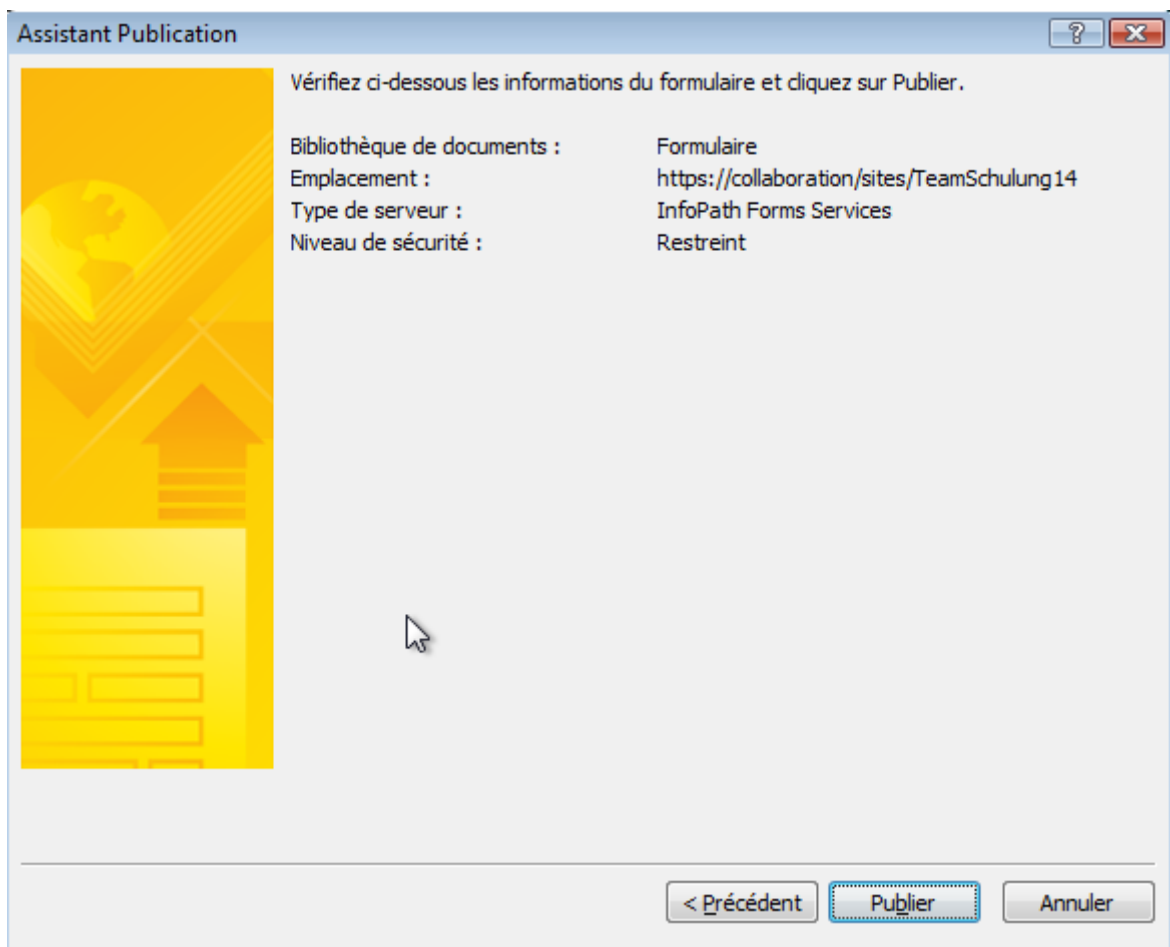 Assistant Publication
Vérifiez ci-dessous les informations du formulaire et cliquez sur Publier.
Bibliothèque de documents : Formulaire
Emplacement : https://collaboration/sites/TeamSchulung14
Type de serveur : InfoPath Forms Services
Niveau de sécurité : Restreint
< Précédent Publier Annuler